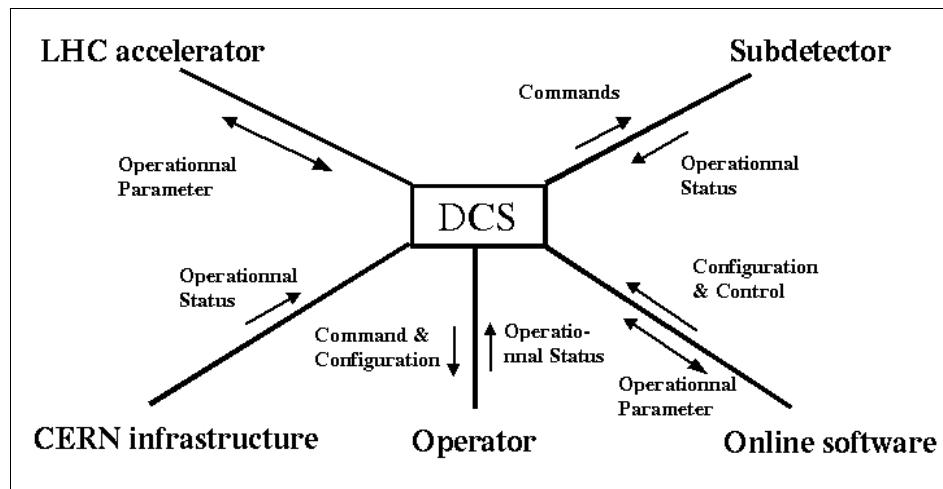 LHC accelerator
Subdetector
Commands
Operationnal
Parameter
Operationnal
Status
DCS
Operationnal
Status
Configuration
& Control
Command &
Configuration
Operatio-
nnal Status
Operationnal
Parameter
CERN infrastructure
Operator
Online software